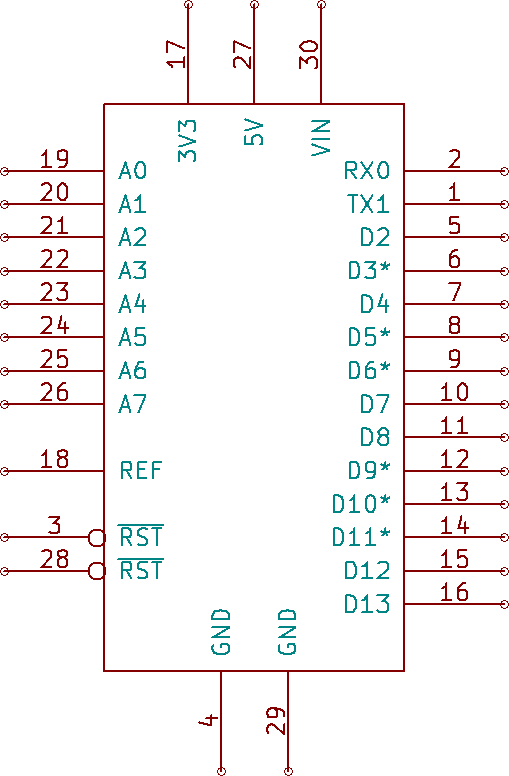 17 27 30
3V3 5V VIN
19 A0 RX0 2
20 A1 TX1 1
21 A2 D2 5
22 A3 D3* 6
23 A4 D4 7
24 A5 D5* 8
25 A6 D6* 9
26 A7 D7 10
D8 11
18 REF D9* 12
D10* 13
3 RST D11* 14
28 RST D12 15
D13 16
GND GND
4 29